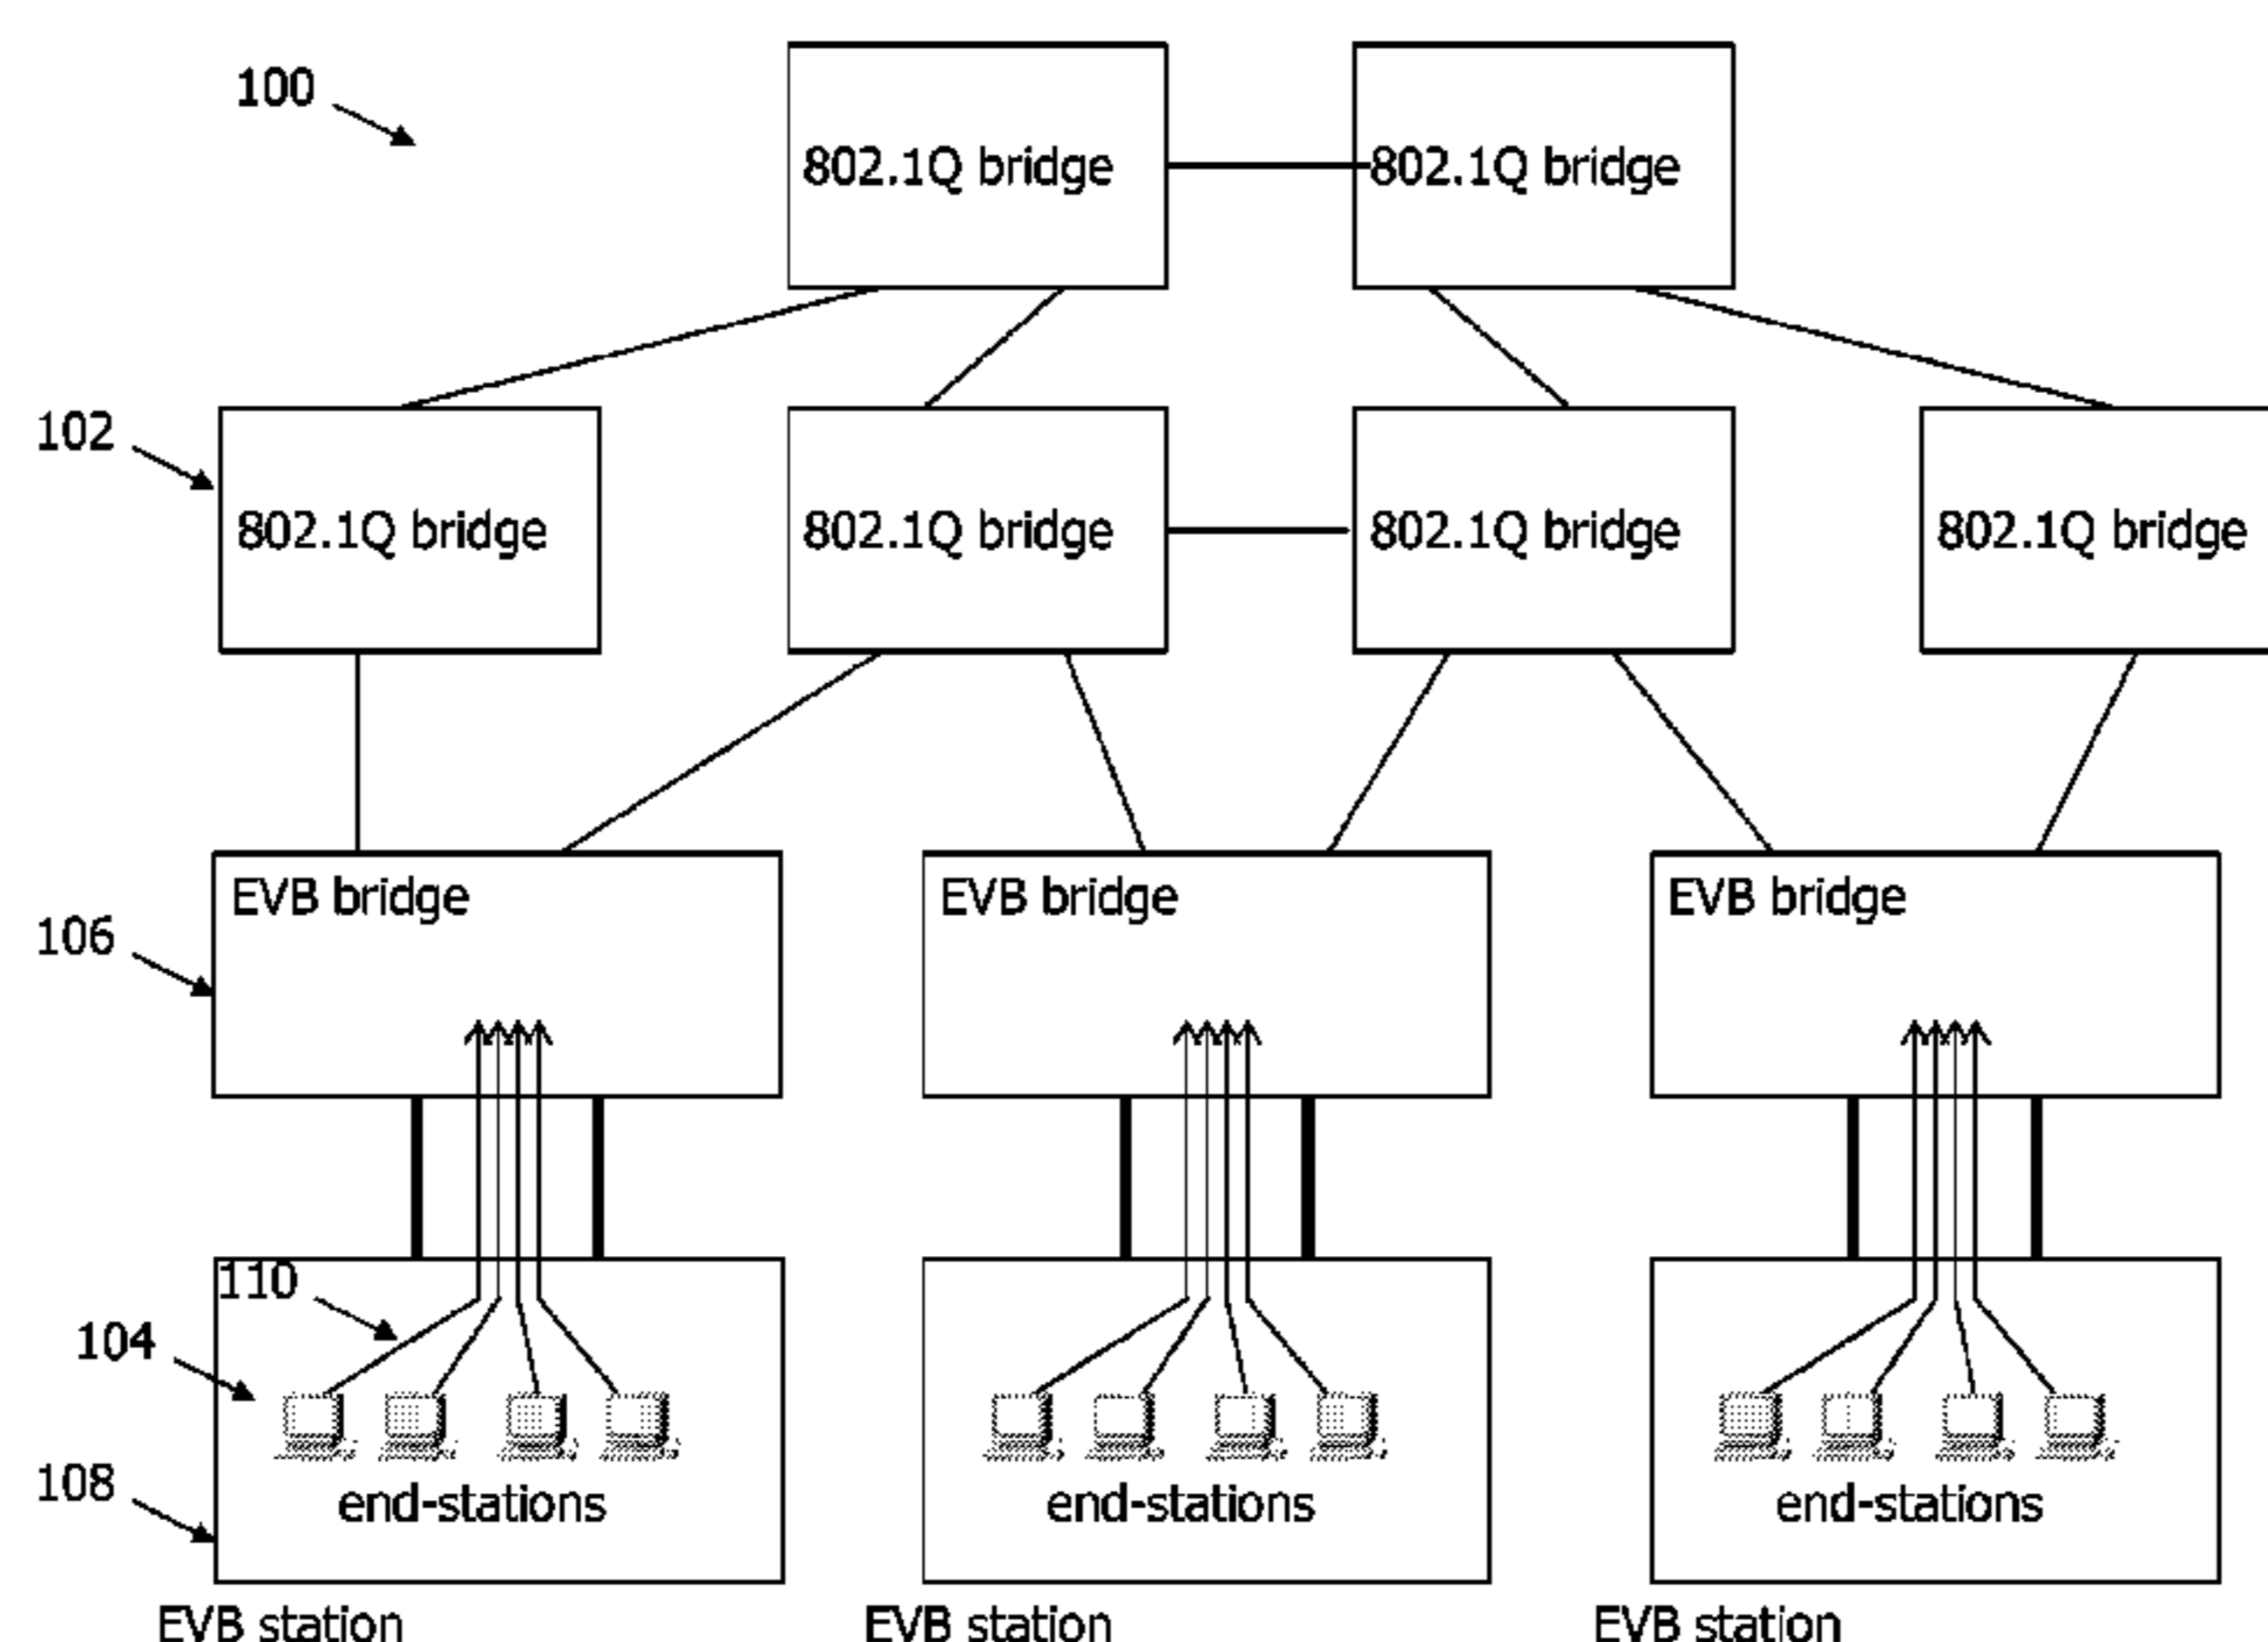 100
802.1Q bridge
802.1Q bridge
102
802.1Q bridge
802.1Q bridge
802.1Q bridge
802.1Q bridge
EVB bridge
EVB bridge
EVB bridge
106
110
104
108
end-stations
end-stations
end-stations
EVB station
EVB station
EVB station